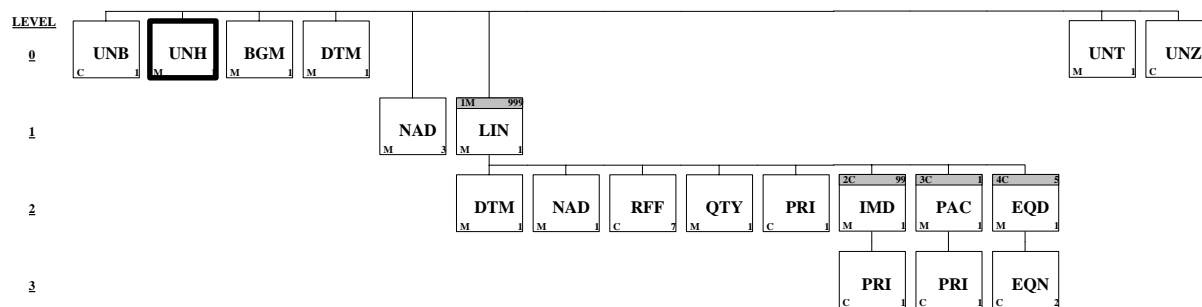 LEVEL
0 UNB UNH BGM DTM UNT UNZ
C 1 M M 1 M 1 M 1 C
1M 999
1 NAD LIN
M 3 M 1
2C 99 3C 1 4C 5
2 DTM NAD RFF QTY PRI IMD PAC EQD
M 1 M 1 C 7 M 1 C 1 M 1 M 1 M 1
3 PRI PRI EQN
C 1 C 1 C 2